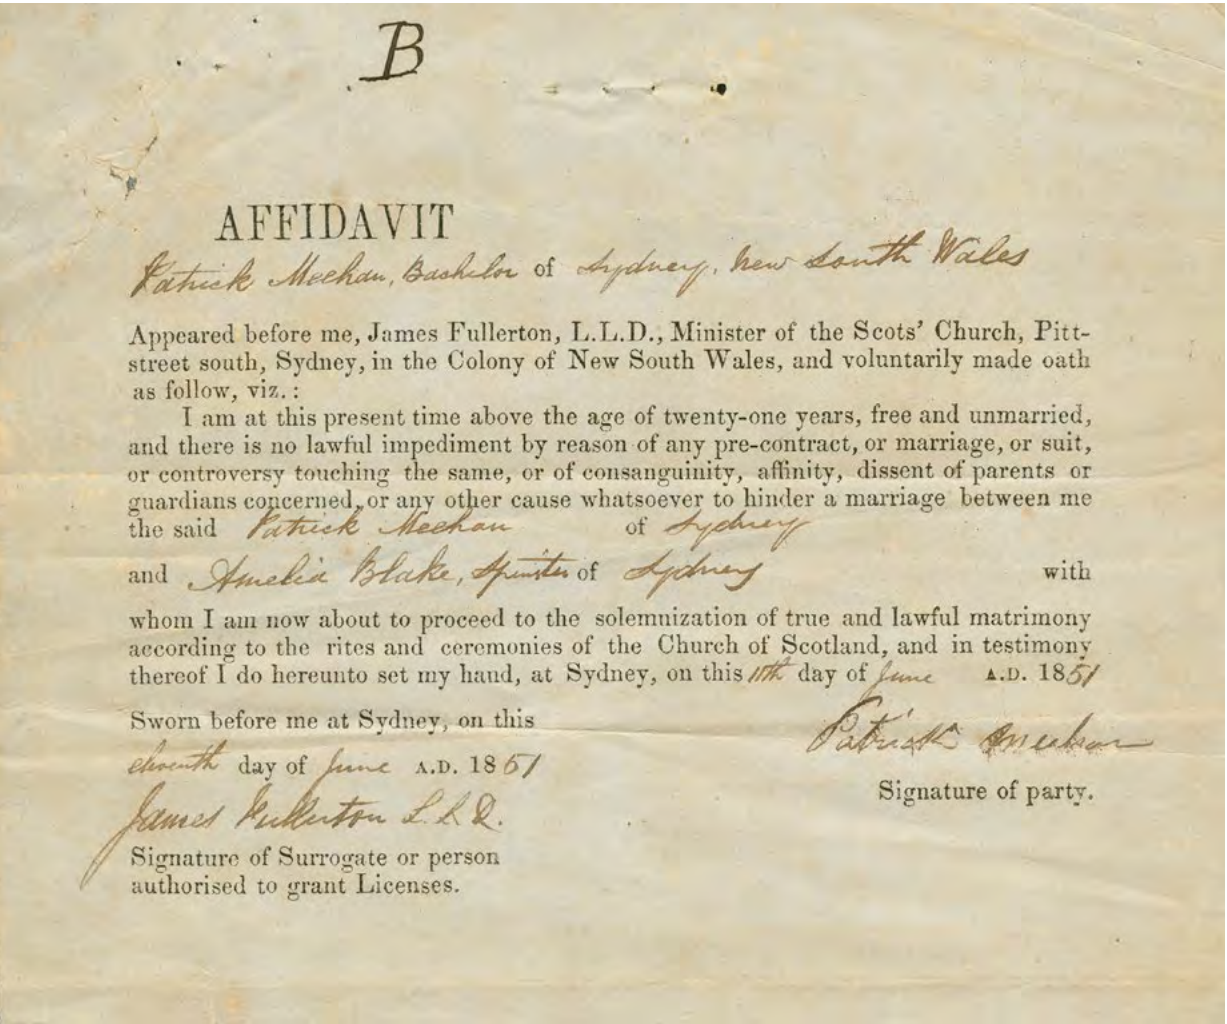 B
AFFIDAVIT
Patrick Meehan, Bachelor of Sydney, New South Wales
Appeared before me, James Fullerton, L.L.D., Minister of the Scots' Church, Pitt-
street south, Sydney, in the Colony of New South Wales, and voluntarily made oath
as follow, viz. :
I am at this present time above the age of twenty-one years, free and unmarried,
and there is no lawful impediment by reason of any pre-contract, or marriage, or suit,
or controversy touching the same, or of consanguinity, affinity, dissent of parents or
guardians concerned, or any other cause whatsoever to hinder a marriage between me
the said Patrick Meehan of Sydney
and Amelia Blake, Spinster of Sydney with
whom I am now about to proceed to the solemnization of true and lawful matrimony
according to the rites and ceremonies of the Church of Scotland, and in testimony
thereof I do hereunto set my hand, at Sydney, on this 11th day of June A.D. 1851
Sworn before me at Sydney, on this
eleventh day of June A.D. 1851
James Fullerton L.L.D.
Signature of Surrogate or person
authorised to grant Licenses.
Patrick Meehan
Signature of party.